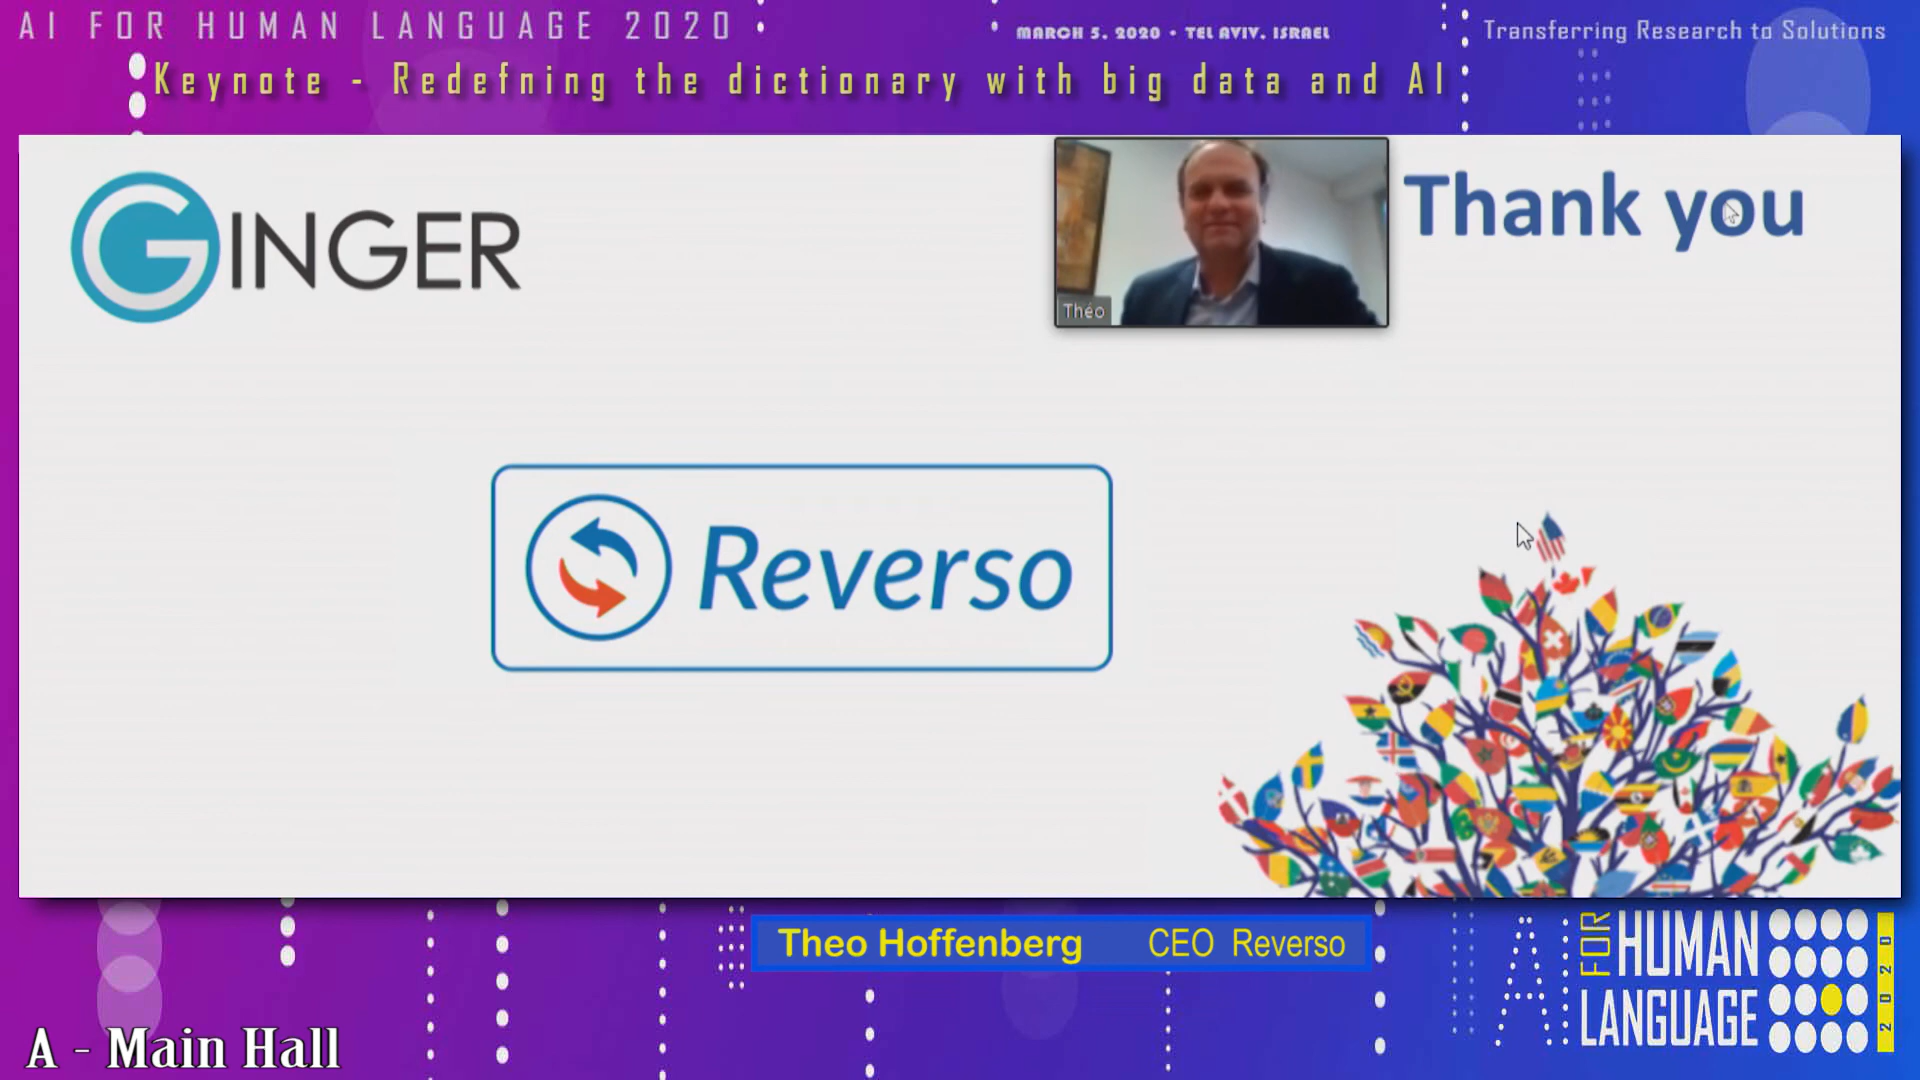 AI FOR HUMAN LANGUAGE 2020
MARCH 5. 2020 • TEL AVIV. ISRAEL
Transferring Research to Solutions
Keynote - Redefning the dictionary with big data and AI
GINGER
Théo
Thank you
Reverso
Theo Hoffenberg CEO Reverso
A - Main Hall
AI FOR HUMAN
LANGUAGE
2020